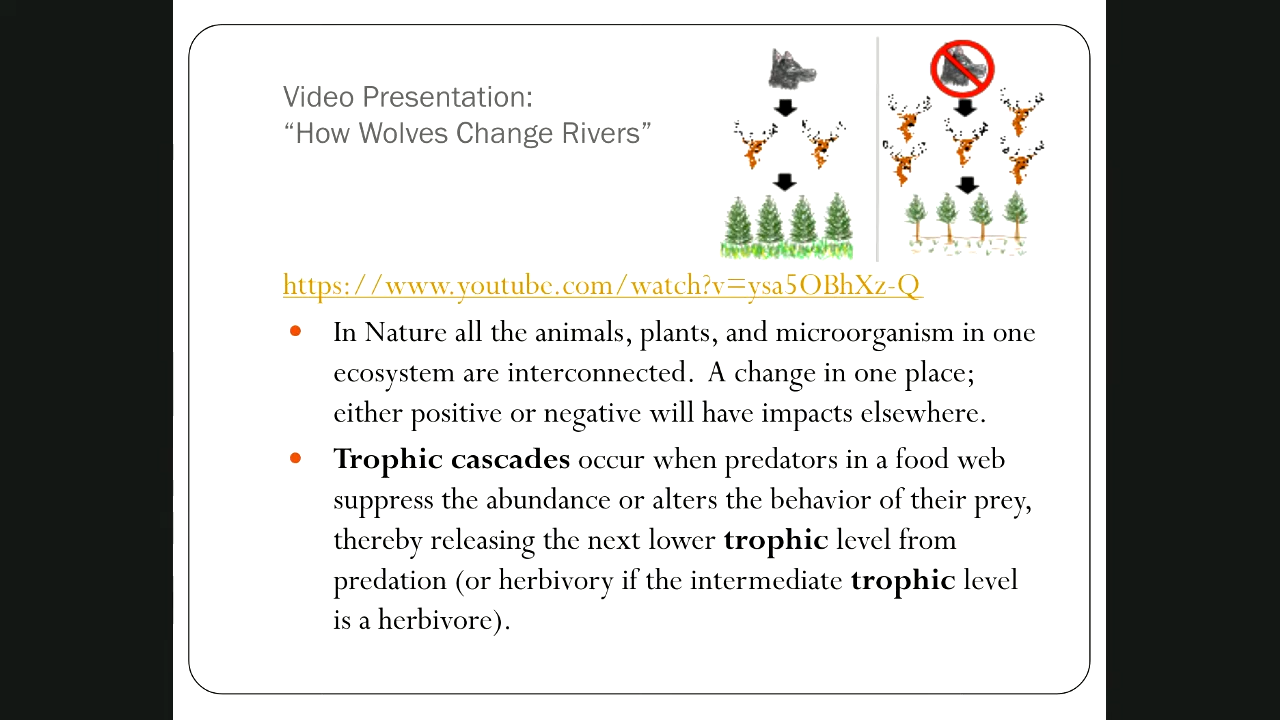 Video Presentation:
“How Wolves Change Rivers”
https://www.youtube.com/watch?v=ysa5OBhXz-Q
In Nature all the animals, plants, and microorganism in one
ecosystem are interconnected.  A change in one place;
either positive or negative will have impacts elsewhere.
Trophic cascades occur when predators in a food web
suppress the abundance or alters the behavior of their prey,
thereby releasing the next lower trophic level from
predation (or herbivory if the intermediate trophic level
is a herbivore).